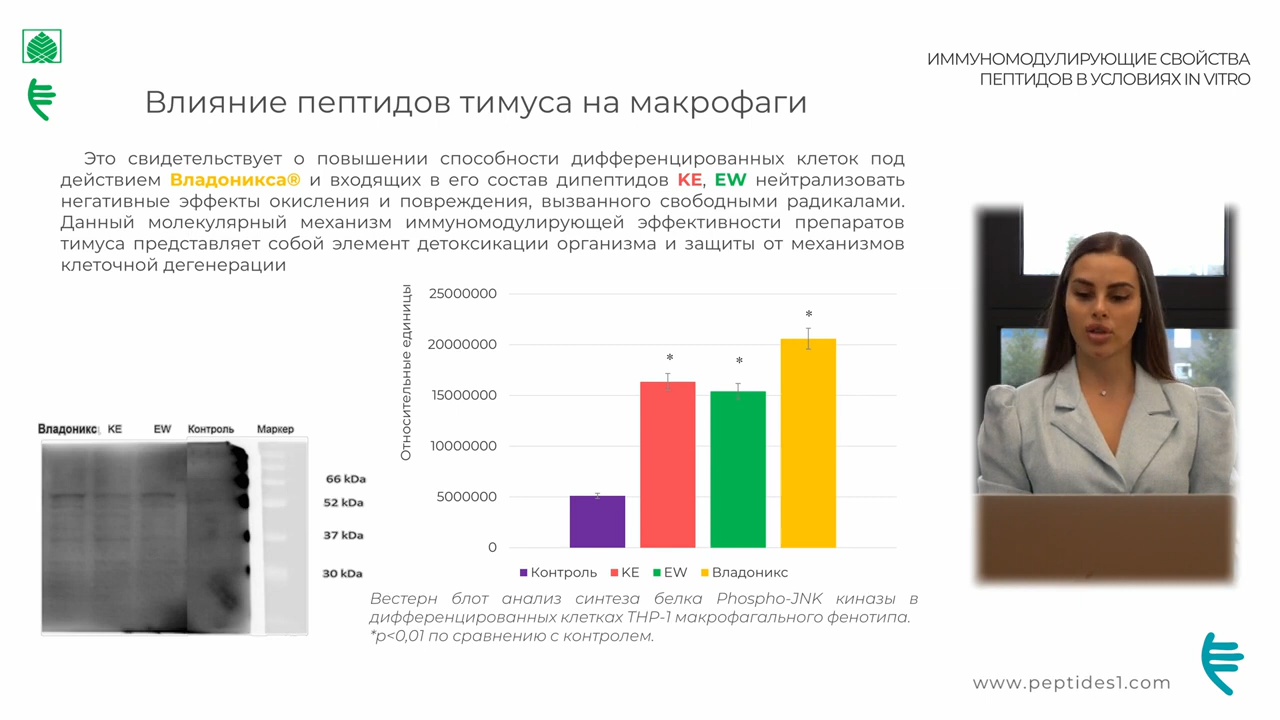 ИММУНОМОДУЛИРУЮЩИЕ СВОЙСТВА
ПЕПТИДОВ В УСЛОВИЯХ IN VITRO
Влияние пептидов тимуса на макрофаги
Это свидетельствует о повышении способности дифференцированных клеток под
действием Владоникса® и входящих в его состав дипептидов KE, EW нейтрализовать
негативные эффекты окисления и повреждения, вызванного свободными радикалами.
Данный молекулярный механизм иммуномодулирующей эффективности препаратов
тимуса представляет собой элемент детоксикации организма и защиты от механизмов
клеточной дегенерации
Владоникс KE EW Контроль Маркер
66 kDa
52 kDa
37 kDa
30 kDa
Относительные единицы
25000000
20000000
15000000
10000000
5000000
0
* * *
Контроль KE EW Владоникс
Вестерн блот анализ синтеза белка Phospho-JNK киназы в
дифференцированных клетках THP-1 макрофагального фенотипа.
*p<0,01 по сравнению с контролем.
www.peptides1.com